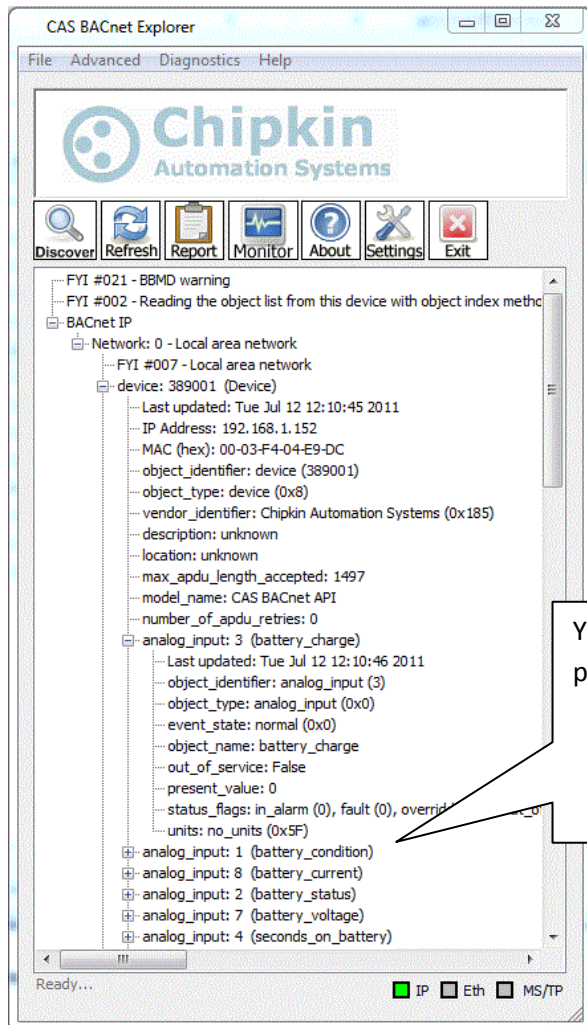 CAS BACnet Explorer
File Advanced Diagnostics Help
Chipkin
Automation Systems
Discover Refresh Report Monitor About Settings Exit
FYI #021 - BBMD warning
FYI #002 - Reading the object list from this device with object index metho
BACnet IP
Network: 0 - Local area network
FYI #007 - Local area network
device: 389001 (Device)
Last updated: Tue Jul 12 12:10:45 2011
IP Address: 192.168.1.152
MAC (hex): 00-03-F4-04-E9-DC
object_identifier: device (389001)
object_type: device (0x8)
vendor_identifier: Chipkin Automation Systems (0x185)
description: unknown
location: unknown
max_apdu_length_accepted: 1497
model_name: CAS BACnet API
number_of_apdu_retries: 0
analog_input: 3 (battery_charge)
Last updated: Tue Jul 12 12:10:46 2011
object_identifier: analog_input (3)
object_type: analog_input (0x0)
event_state: normal (0x0)
object_name: battery_charge
out_of_service: False
present_value: 0
status_flags: in_alarm (0), fault (0),
units: no_units (0x5F)
analog_input: 1 (battery_condition)
analog_input: 8 (battery_current)
analog_input: 2 (battery_status)
analog_input: 7 (battery_voltage)
analog_input: 4 (seconds_on_battery)
Ready...
IP Eth MS/TP
Y
p